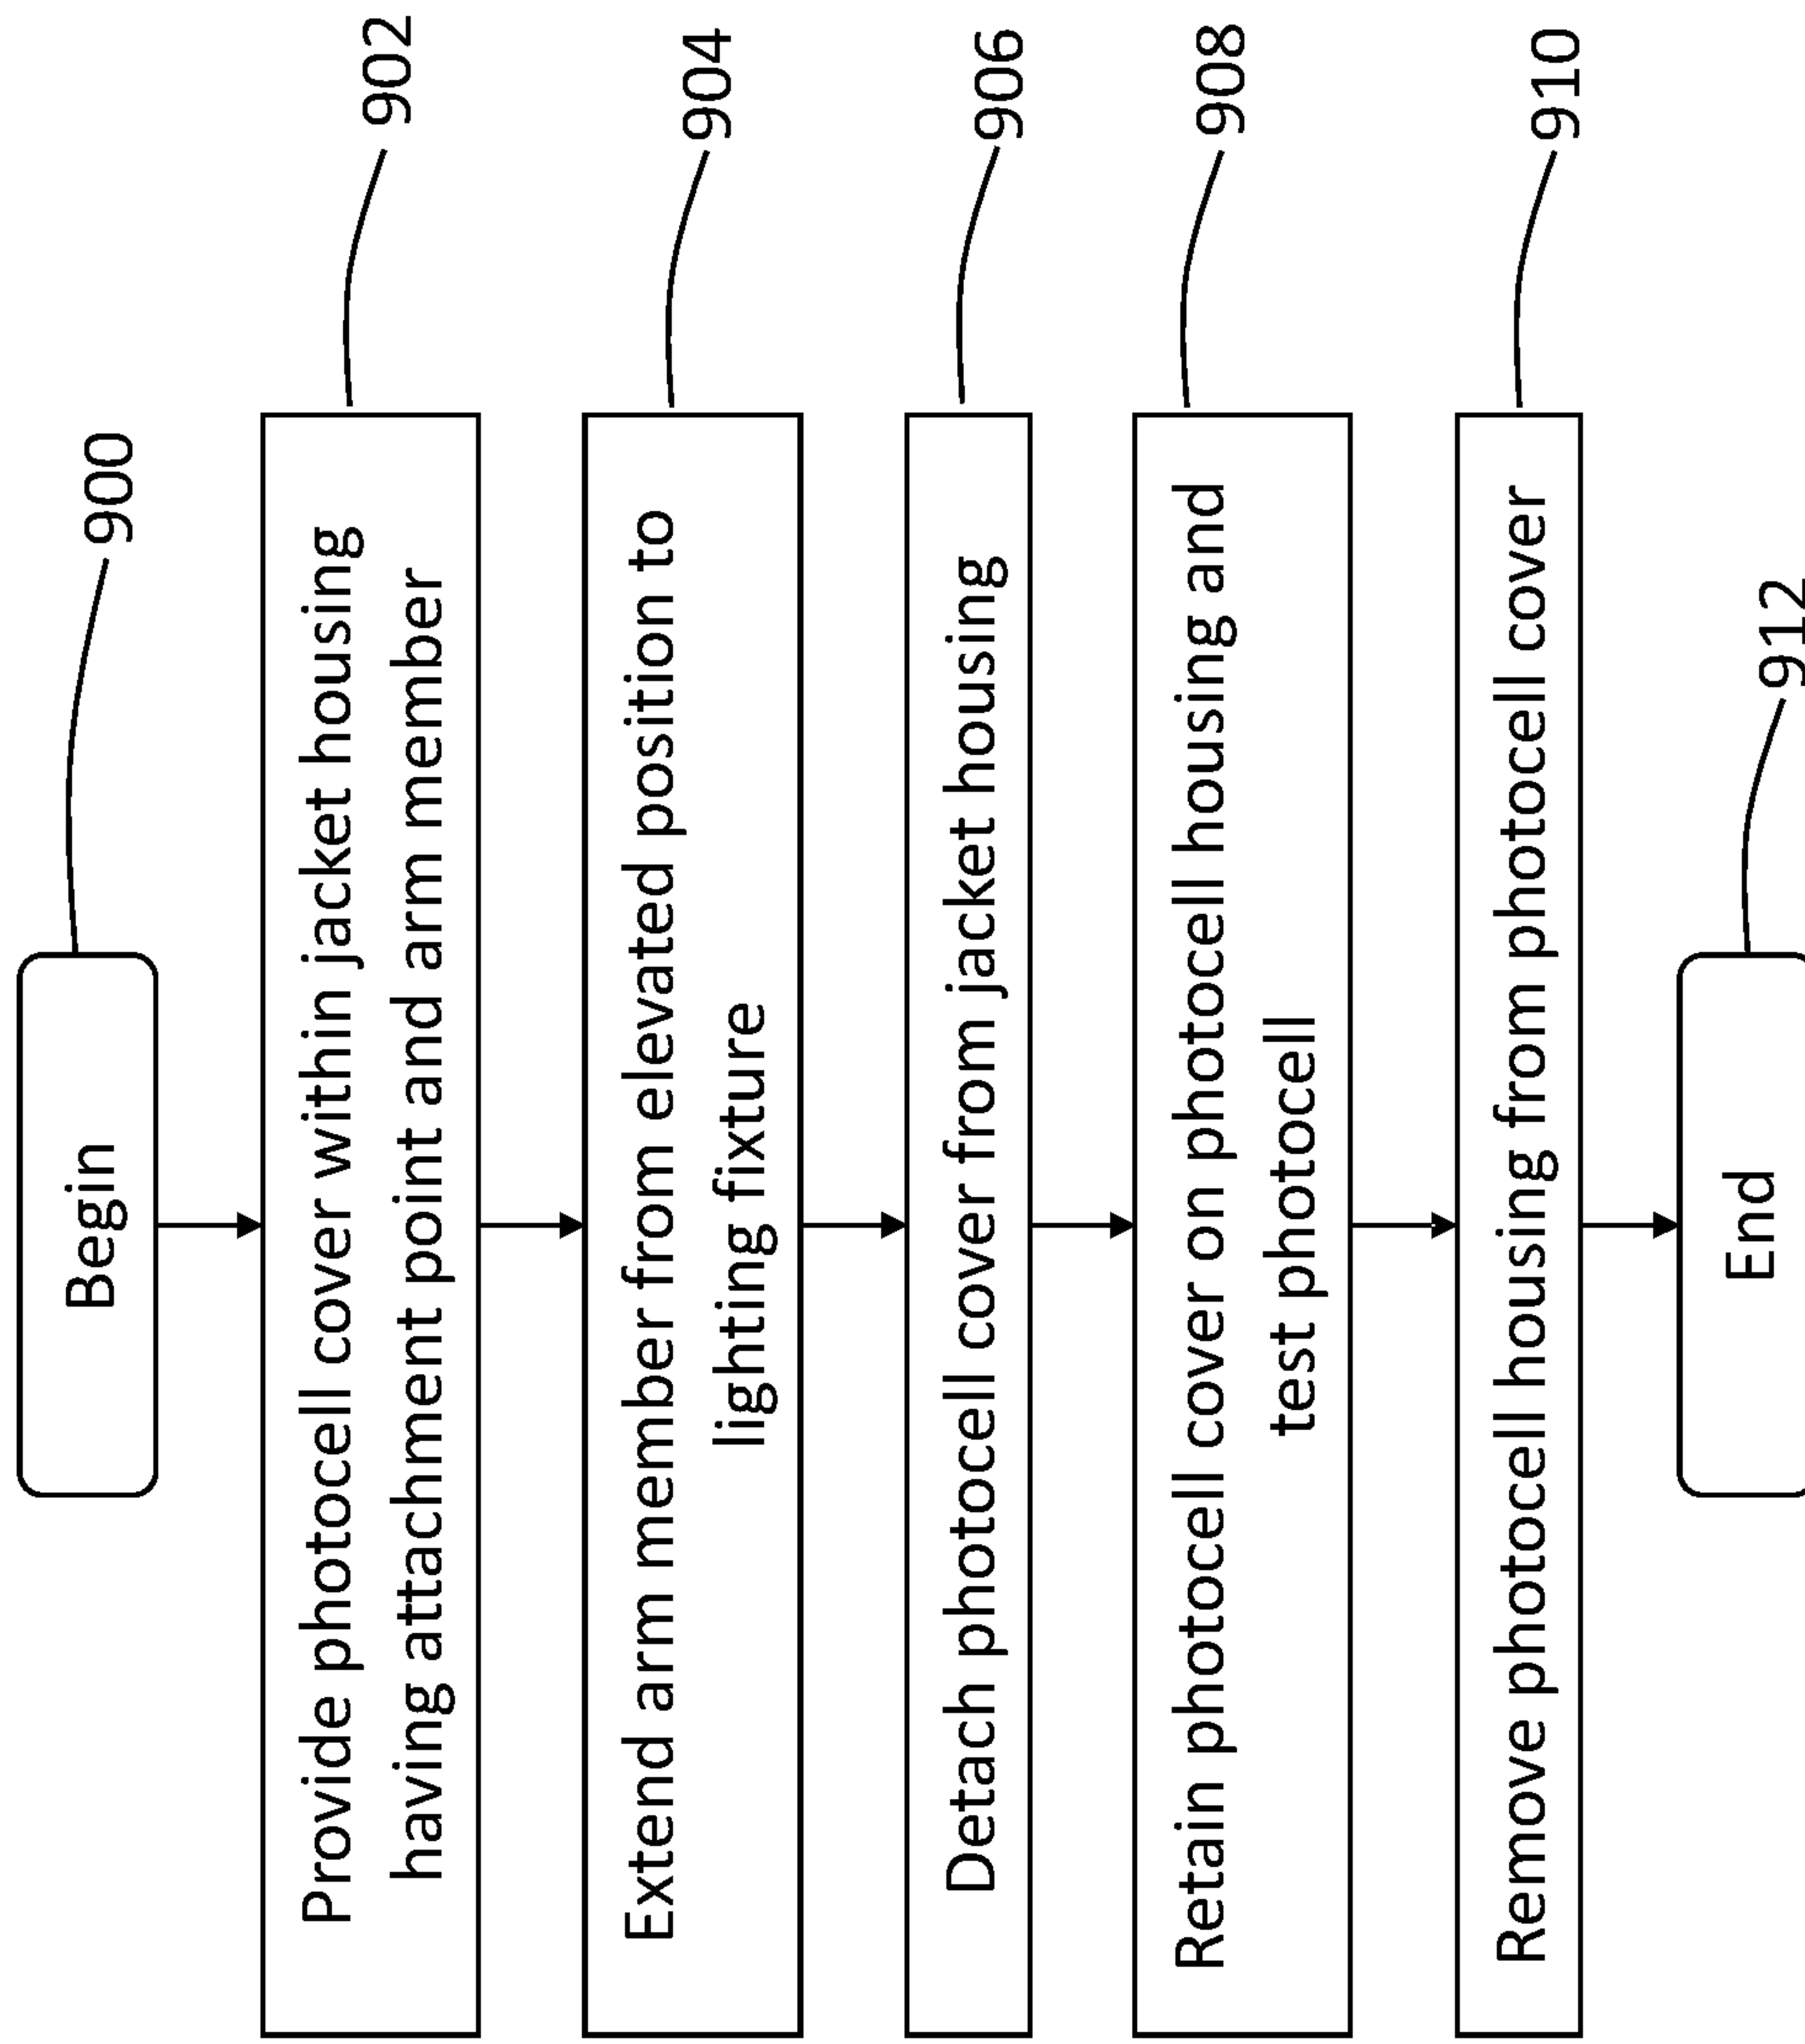 Begin
900
Provide photocell cover within jacket housing
having attachment point and arm member
902
Extend arm member from elevated position to
lighting fixture
904
Detach photocell cover from jacket housing
906
Retain photocell cover on photocell housing and
test photocell
908
Remove photocell housing from photocell cover
910
End
912